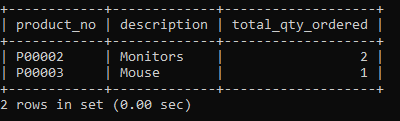 +------------+-------------+-------------------+
| product_no | description | total_qty_ordered |
+------------+-------------+-------------------+
| P00002     | Monitors    |                 2 |
| P00003     | Mouse       |                 1 |
+------------+-------------+-------------------+
2 rows in set (0.00 sec)